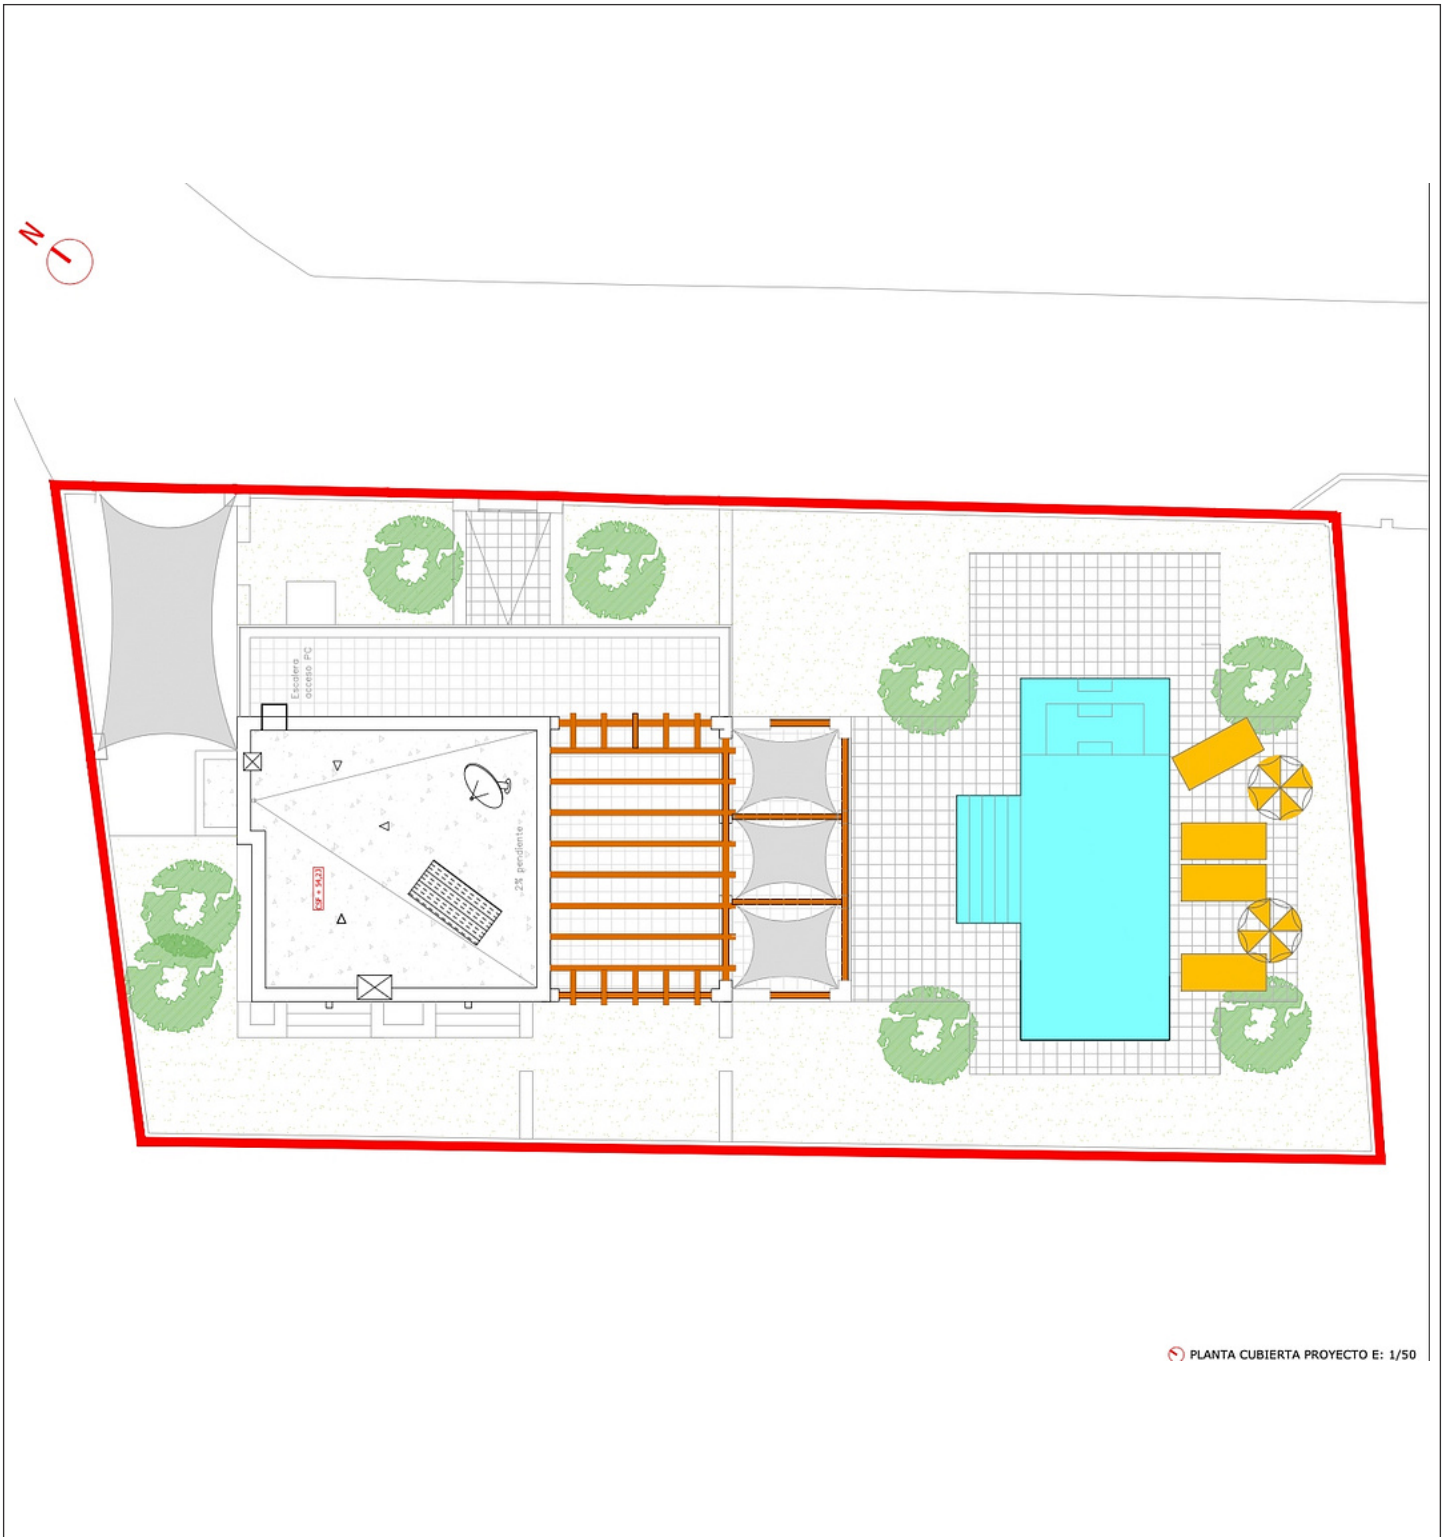 N
Escalera
acceso PC
2% pendiente
PLANTA CUBIERTA PROYECTO E: 1/50